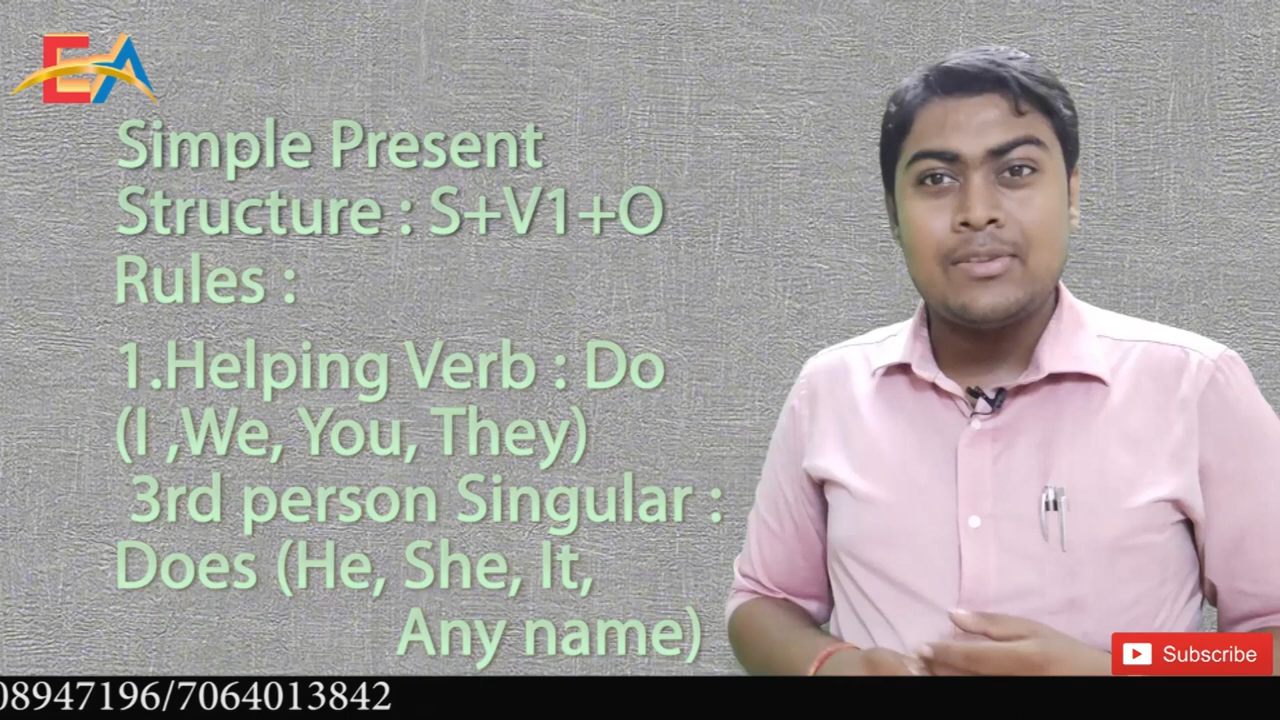 EA
Simple Present
Structure : S+V1+O
Rules :
1.Helping Verb : Do
(I ,We, You, They)
3rd person Singular :
Does (He, She, It,
Any name)
Subscribe
08947196/7064013842